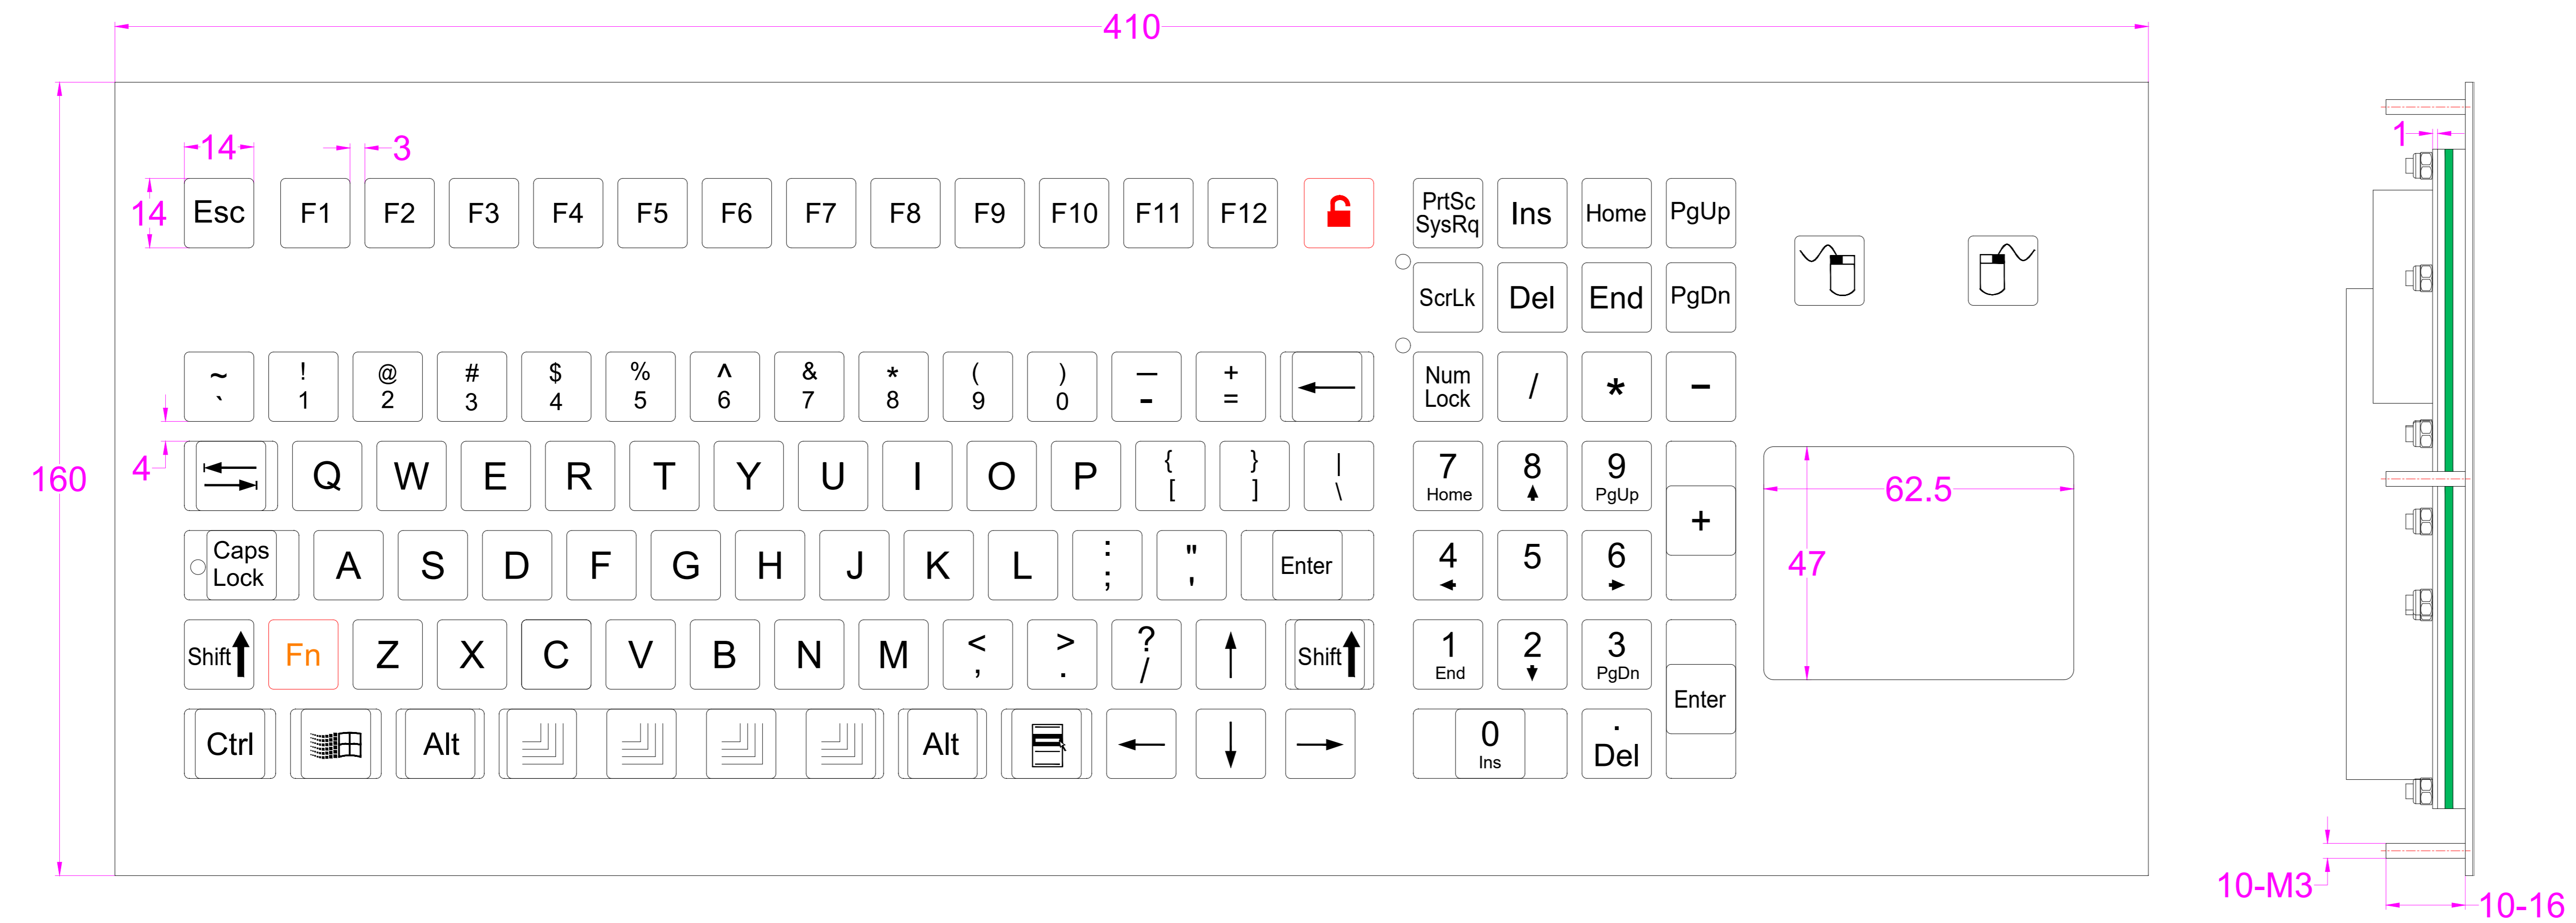 410
14
3
1
14
Esc F1 F2 F3 F4 F5 F6 F7 F8 F9 F10 F11 F12
PrtSc
SysRq
Ins Home PgUp
ScrLk Del End PgDn
~ ! @ # $ % ^ & * ( ) — +
` 1 2 3 4 5 6 7 8 9 0 - =
Num
Lock
/ * -
4
160
Q W E R T Y U I O P { } |
[ ] \
7 8 9
Home PgUp
+
62.5
47
Caps
Lock
A S D F G H J K L : "
; '
Enter
4 5 6
Shift Fn Z X C V B N M < > ?
, . /
Shift
1 2 3
End PgDn
Enter
Ctrl Alt Alt
0
Ins
.
Del
10-M3
10-16